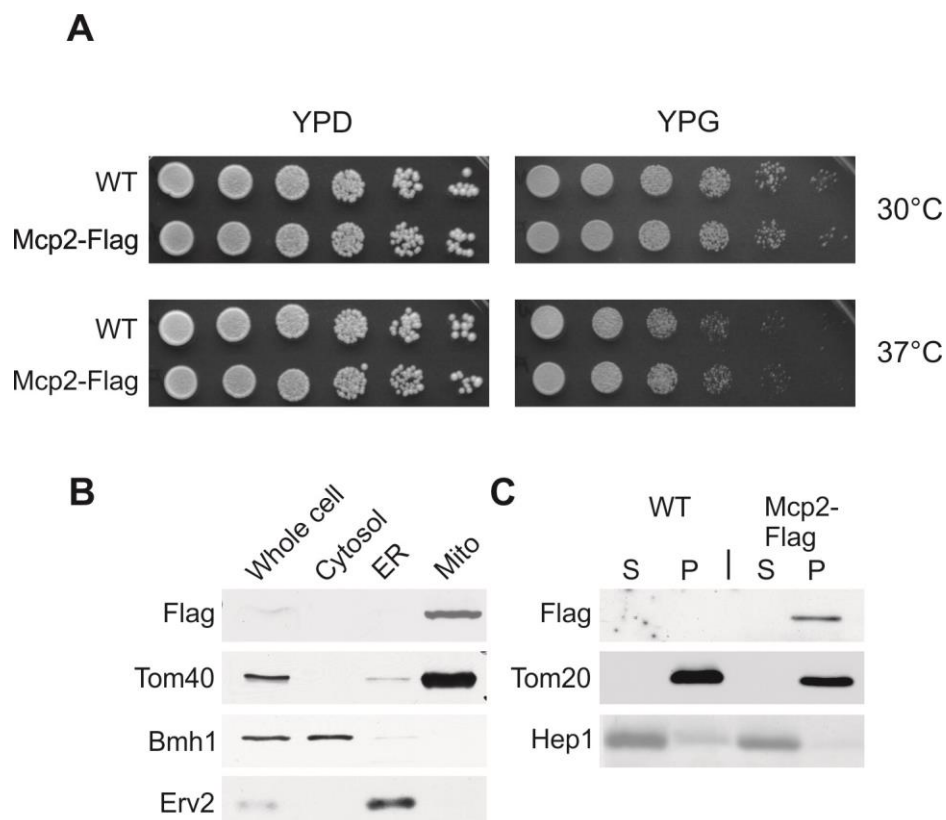 A
YPD YPG
WT
Mcp2-Flag
30°C
WT
Mcp2-Flag
37°C
B
Whole cell Cytosol ER Mito
Flag
Tom40
Bmh1
Erv2
C
WT Mcp2-
Flag
S P | S P
Flag
Tom20
Hep1